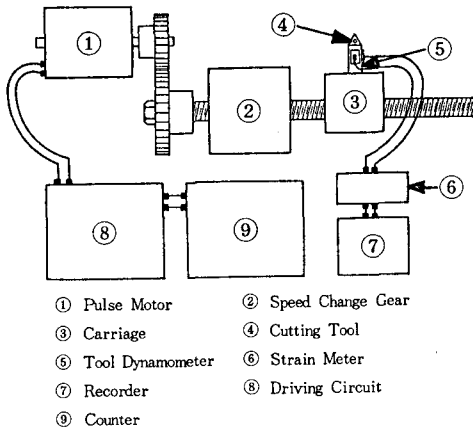 ④
①
⑤
②
③
⑥
⑧
⑨
⑦
① Pulse Motor ② Speed Change Gear
③ Carriage ④ Cutting Tool
⑤ Tool Dynamometer ⑥ Strain Meter
⑦ Recorder ⑧ Driving Circuit
⑨ Counter